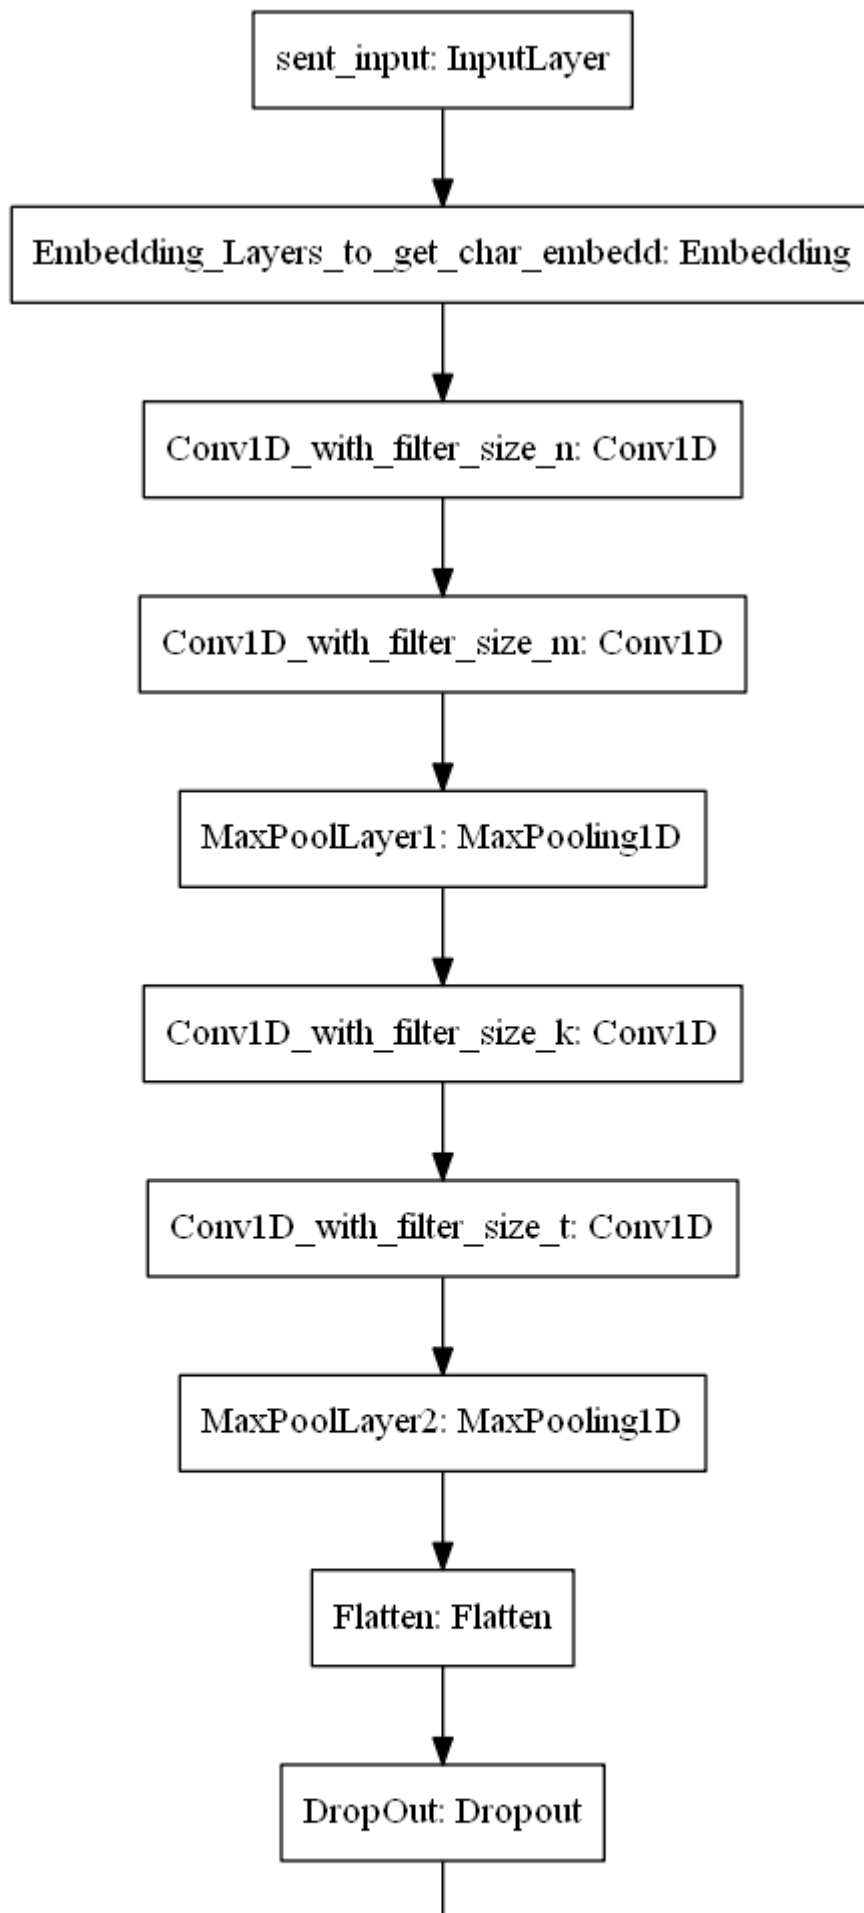 sent_input: InputLayer
Embedding_Layers_to_get_char_embedd: Embedding
Conv1D_with_filter_size_n: Conv1D
Conv1D_with_filter_size_m: Conv1D
MaxPoolLayer1: MaxPooling1D
Conv1D_with_filter_size_k: Conv1D
Conv1D_with_filter_size_t: Conv1D
MaxPoolLayer2: MaxPooling1D
Flatten: Flatten
DropOut: Dropout